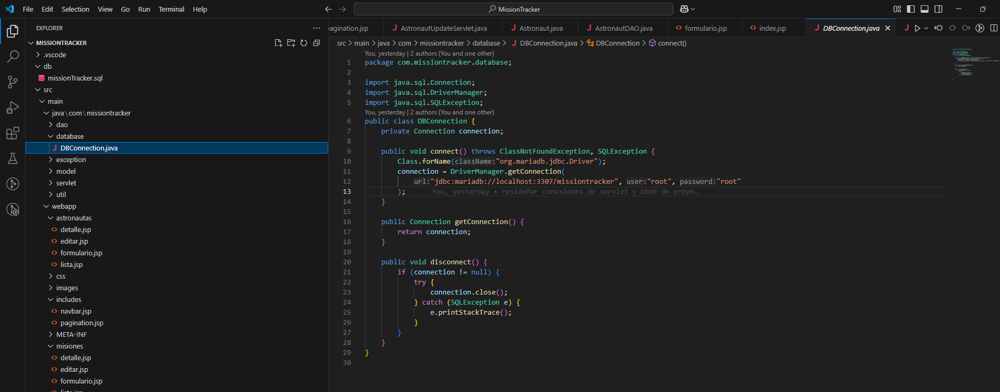 File Edit Selection View Go Run Terminal Help
MissionTracker
EXPLORER
MISSIONTRACKER
.vscode
db
missionTracker.sql
src
main
java\com\missiontracker
dao
database
DBConnection.java
exception
model
servlet
util
webapp
astronautas
detalle.jsp
editar.jsp
formulario.jsp
lista.jsp
css
images
includes
navbar.jsp
pagination.jsp
META-INF
misiones
detalle.jsp
editar.jsp
formulario.jsp
lista.jsp
pagination.jsp AstronautUpdateServlet.java Astronaut.java AstronautDAO.java formulario.jsp index.jsp DBConnection.java
src > main > java > com > missiontracker > database > DBConnection.java > DBConnection > connect()
You, yesterday | 2 authors (You and one other)
1 package com.missiontracker.database;
2
3 import java.sql.Connection;
4 import java.sql.DriverManager;
5 import java.sql.SQLException;
You, yesterday | 2 authors (You and one other)
6 public class DBConnection {
7 private Connection connection;
8
9 public void connect() throws ClassNotFoundException, SQLException {
10 Class.forName(className:"org.mariadb.jdbc.Driver");
11 connection = DriverManager.getConnection(
12 url:"jdbc:mariadb://localhost:3307/missiontracker", user:"root", password:"root"
13 ); You, yesterday • resideñar conexiones de servlet y bbdd de proye…
14 }
15
16 public Connection getConnection() {
17 return connection;
18 }
19
20 public void disconnect() {
21 if (connection != null) {
22 try {
23 connection.close();
24 } catch (SQLException e) {
25 e.printStackTrace();
26 }
27 }
28 }
29 }
30